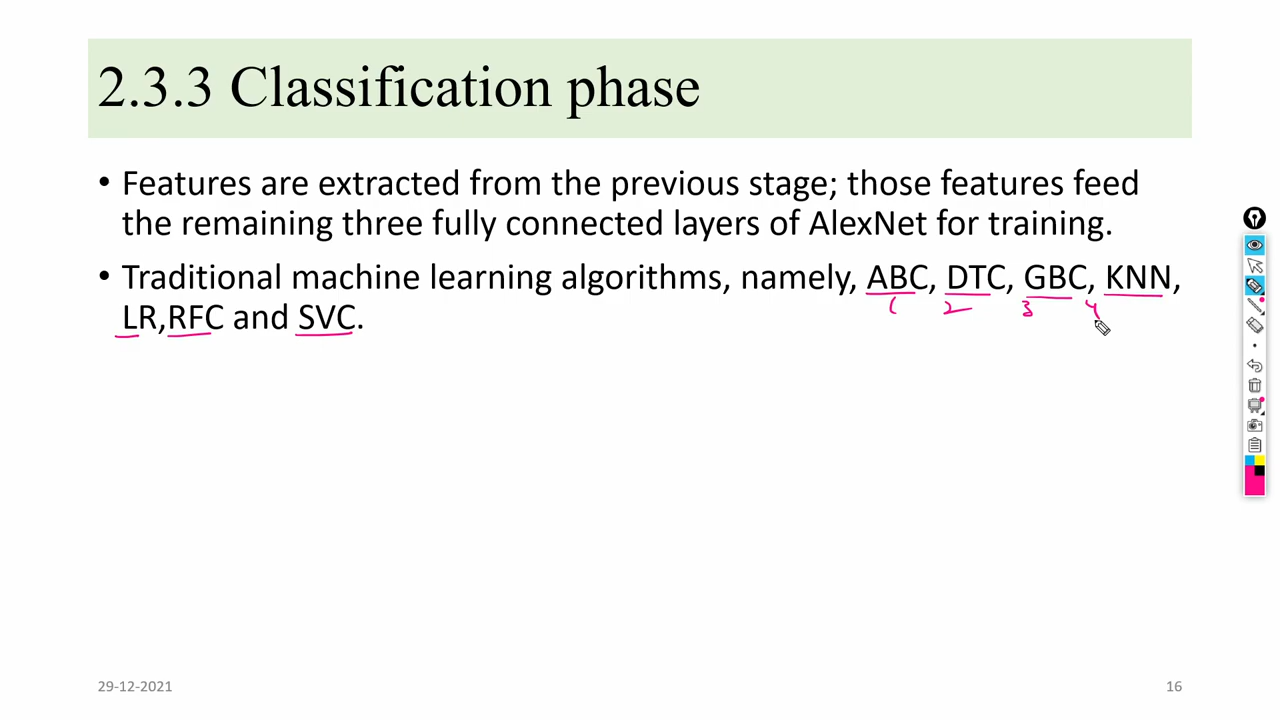 2.3.3 Classification phase
• Features are extracted from the previous stage; those features feed
the remaining three fully connected layers of AlexNet for training.
• Traditional machine learning algorithms, namely, ABC, DTC, GBC, KNN,
1 2 3 4
LR,RFC and SVC.
29-12-2021
16